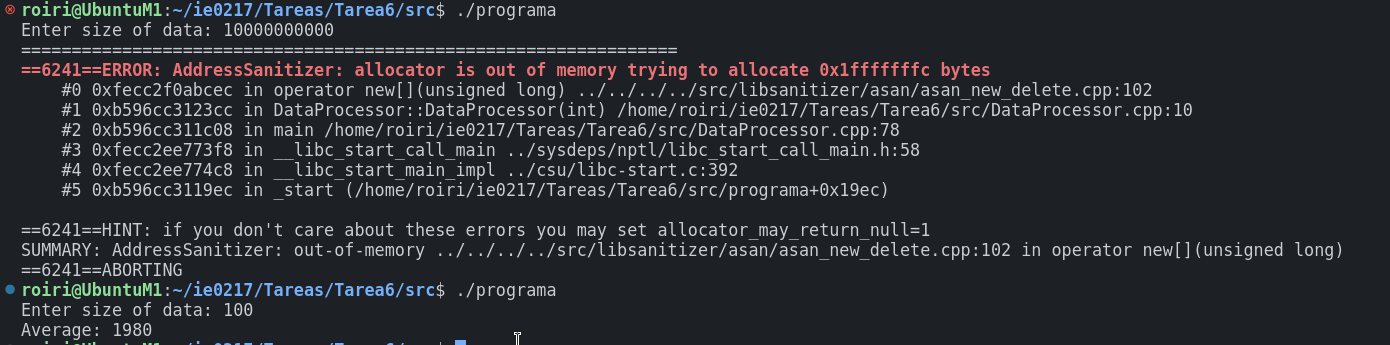 roiri@UbuntuM1:~/ie0217/Tareas/Tarea6/src$ ./programa
Enter size of data: 10000000000
=================================================================
==6241==ERROR: AddressSanitizer: allocator is out of memory trying to allocate 0x1fffffffc bytes
    #0 0xfecc2f0abcec in operator new[](unsigned long) ../../../../src/libsanitizer/asan/asan_new_delete.cpp:102
    #1 0xb596cc3123cc in DataProcessor::DataProcessor(int) /home/roiri/ie0217/Tareas/Tarea6/src/DataProcessor.cpp:10
    #2 0xb596cc311c08 in main /home/roiri/ie0217/Tareas/Tarea6/src/DataProcessor.cpp:78
    #3 0xfecc2ee773f8 in __libc_start_call_main ../sysdeps/nptl/libc_start_call_main.h:58
    #4 0xfecc2ee774c8 in __libc_start_main_impl ../csu/libc-start.c:392
    #5 0xb596cc3119ec in _start (/home/roiri/ie0217/Tareas/Tarea6/src/programa+0x19ec)
==6241==HINT: if you don't care about these errors you may set allocator_may_return_null=1
SUMMARY: AddressSanitizer: out-of-memory ../../../../src/libsanitizer/asan/asan_new_delete.cpp:102 in operator new[](unsigned long)
==6241==ABORTING
roiri@UbuntuM1:~/ie0217/Tareas/Tarea6/src$ ./programa
Enter size of data: 100
Average: 1980
roiri@UbuntuM1:~/ie0217/Tareas/Tarea6/src$